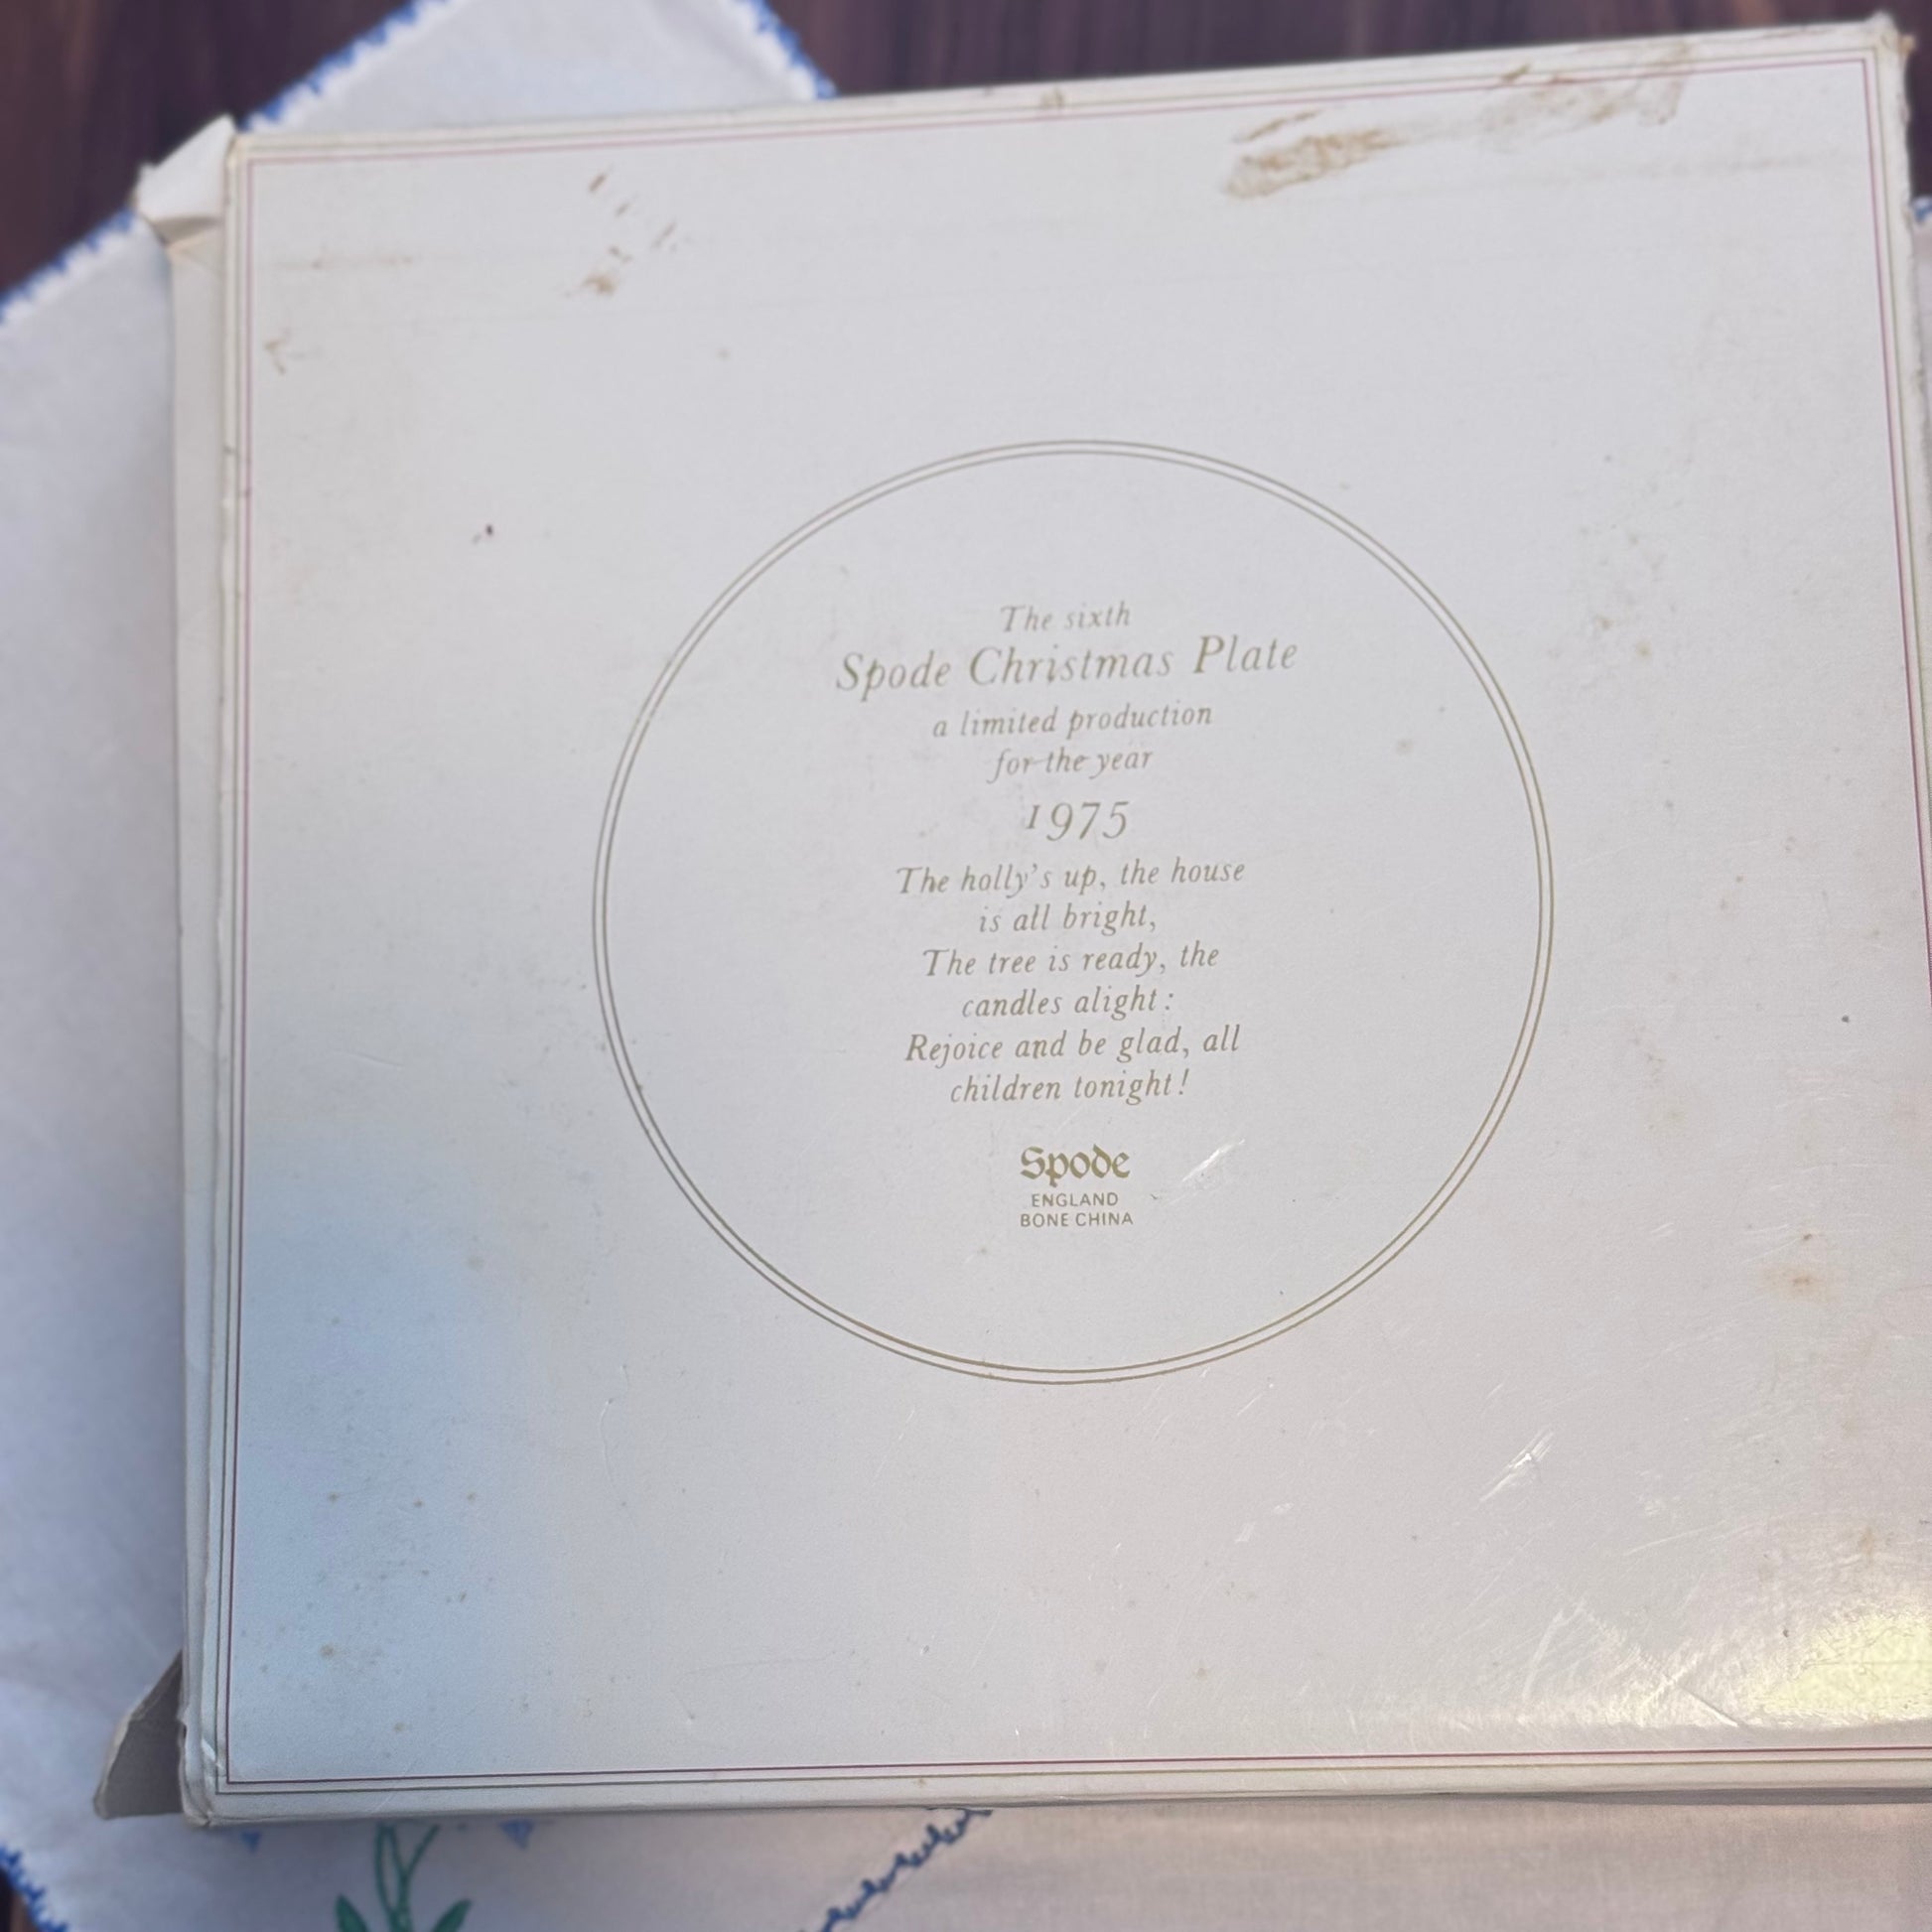 The sixth
Spode Christmas Plate
a limited production
for the year
1975
The holly's up, the house
is all bright,
The tree is ready, the
candles alight:
Rejoice and be glad, all
children tonight!
Spode
ENGLAND
BONE CHINA